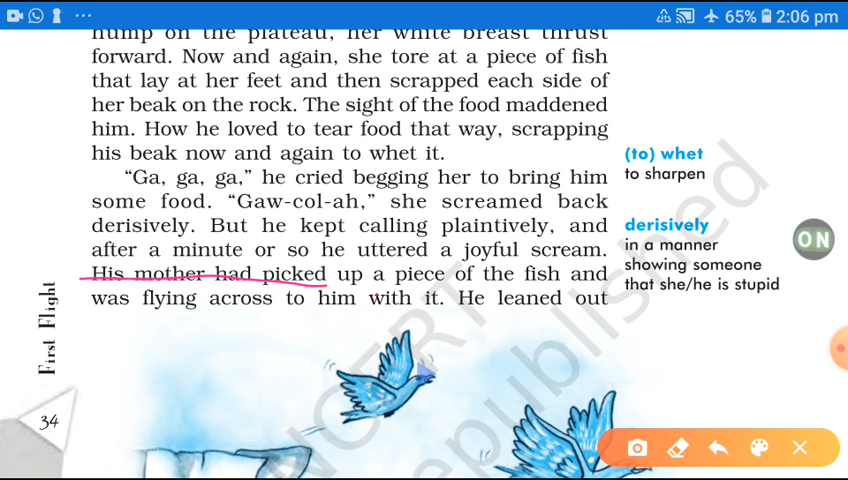 65% 2:06 pm
hump on the plateau, her white breast thrust
forward. Now and again, she tore at a piece of fish
that lay at her feet and then scrapped each side of
her beak on the rock. The sight of the food maddened
him. How he loved to tear food that way, scrapping
his beak now and again to whet it.
“Ga, ga, ga,” he cried begging her to bring him
some food. “Gaw-col-ah,” she screamed back
derisively. But he kept calling plaintively, and
after a minute or so he uttered a joyful scream.
His mother had picked up a piece of the fish and
was flying across to him with it. He leaned out
(to) whet
to sharpen
derisively
in a manner
showing someone
that she/he is stupid
ON
First Flight
34
NCERT
republished